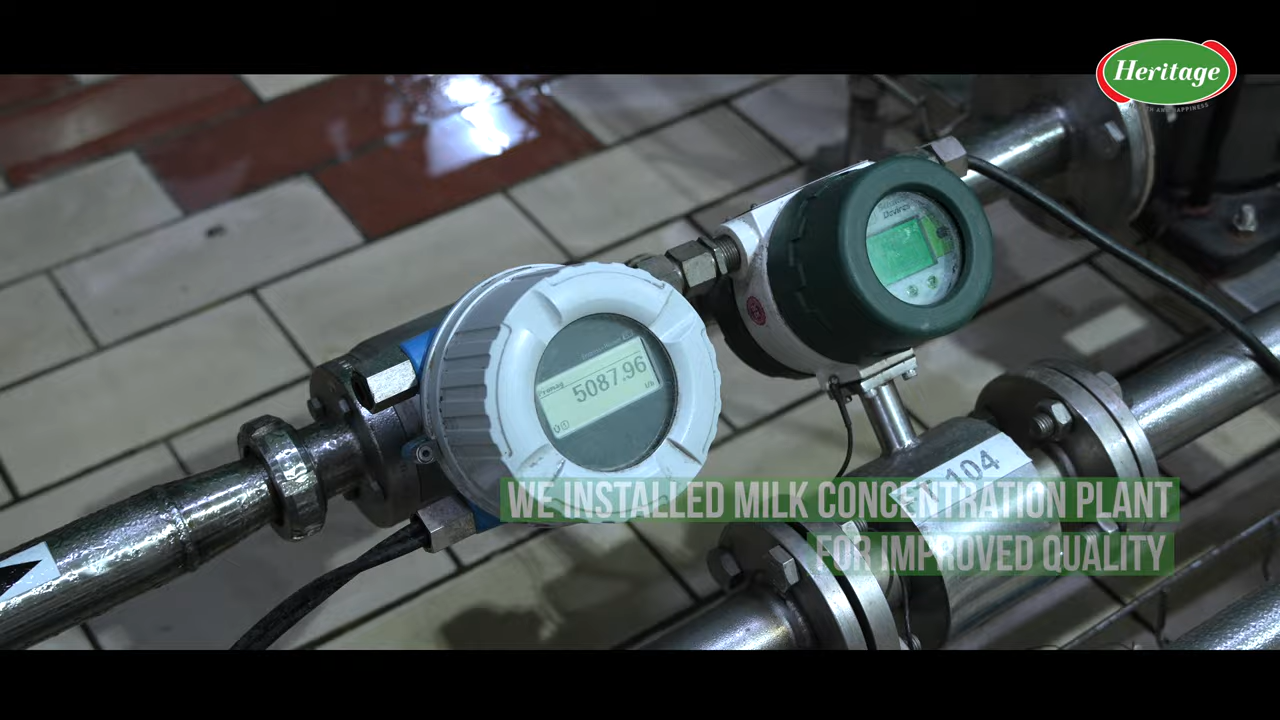 Heritage
5087.96
104
WE INSTALLED MILK CONCENTRATION PLANT
FOR IMPROVED QUALITY